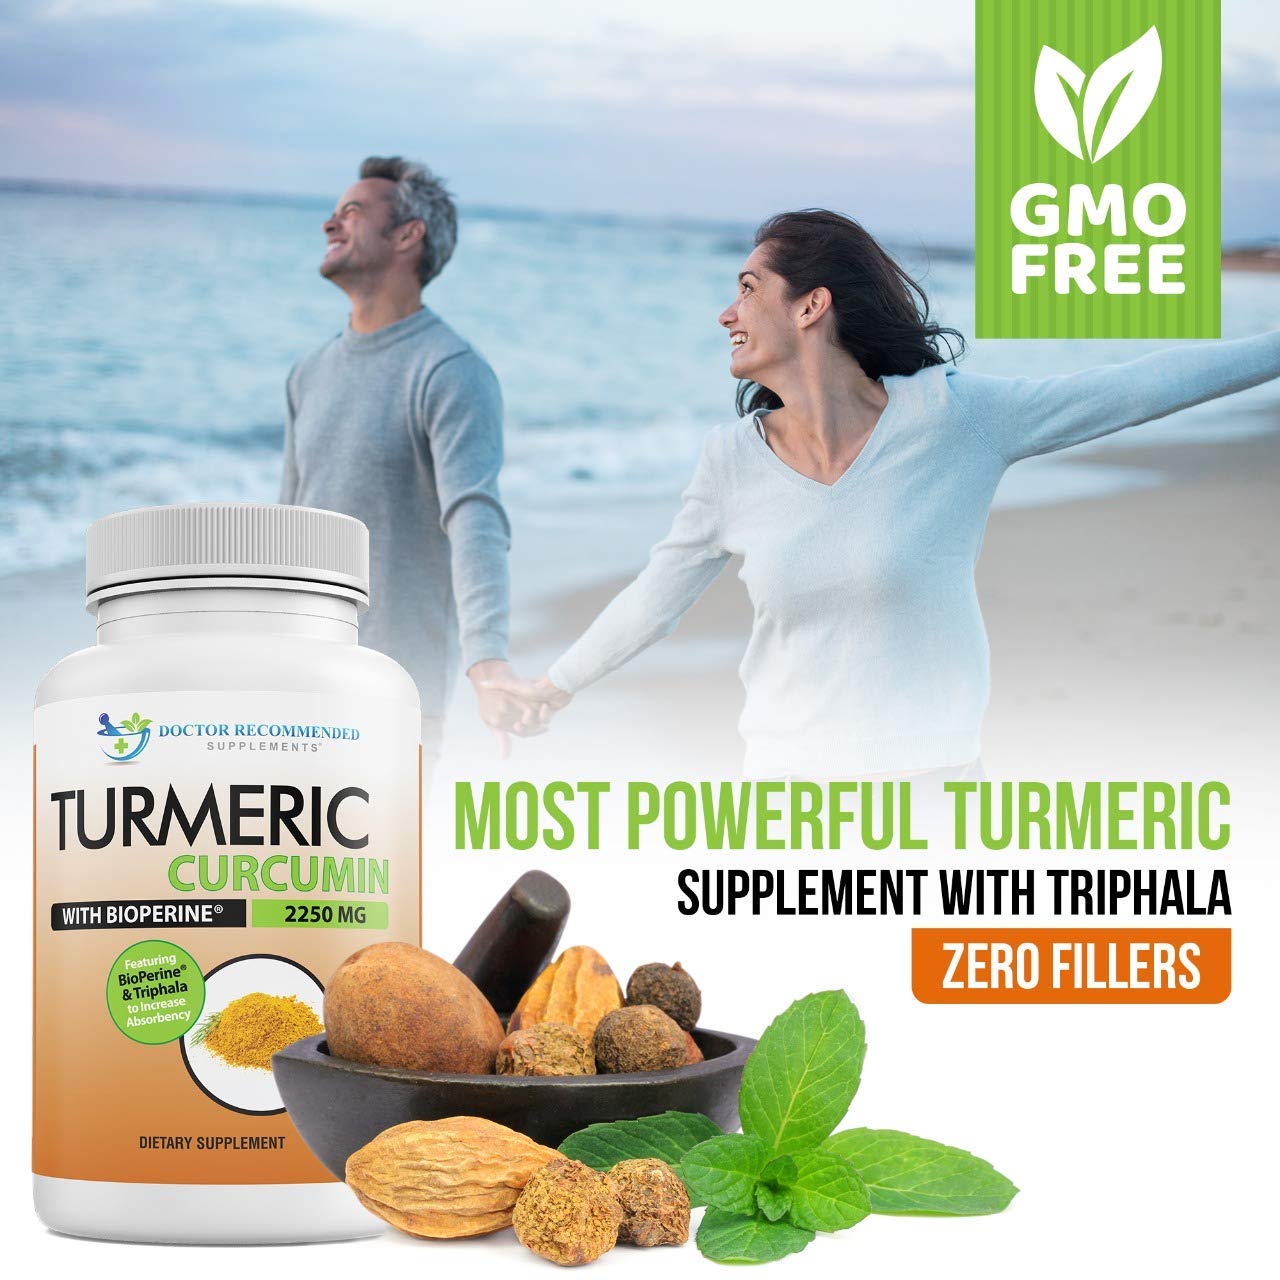 GMO
FREE
DOCTOR RECOMMENDED
SUPPLEMENTS®
TURMERIC
CURCUMIN
WITH BIOPERINE®
2250 MG
Featuring
BioPerine®
& Triphala
to Increase
Absorbency
DIETARY SUPPLEMENT
MOST POWERFUL TURMERIC
SUPPLEMENT WITH TRIPHALA
ZERO FILLERS